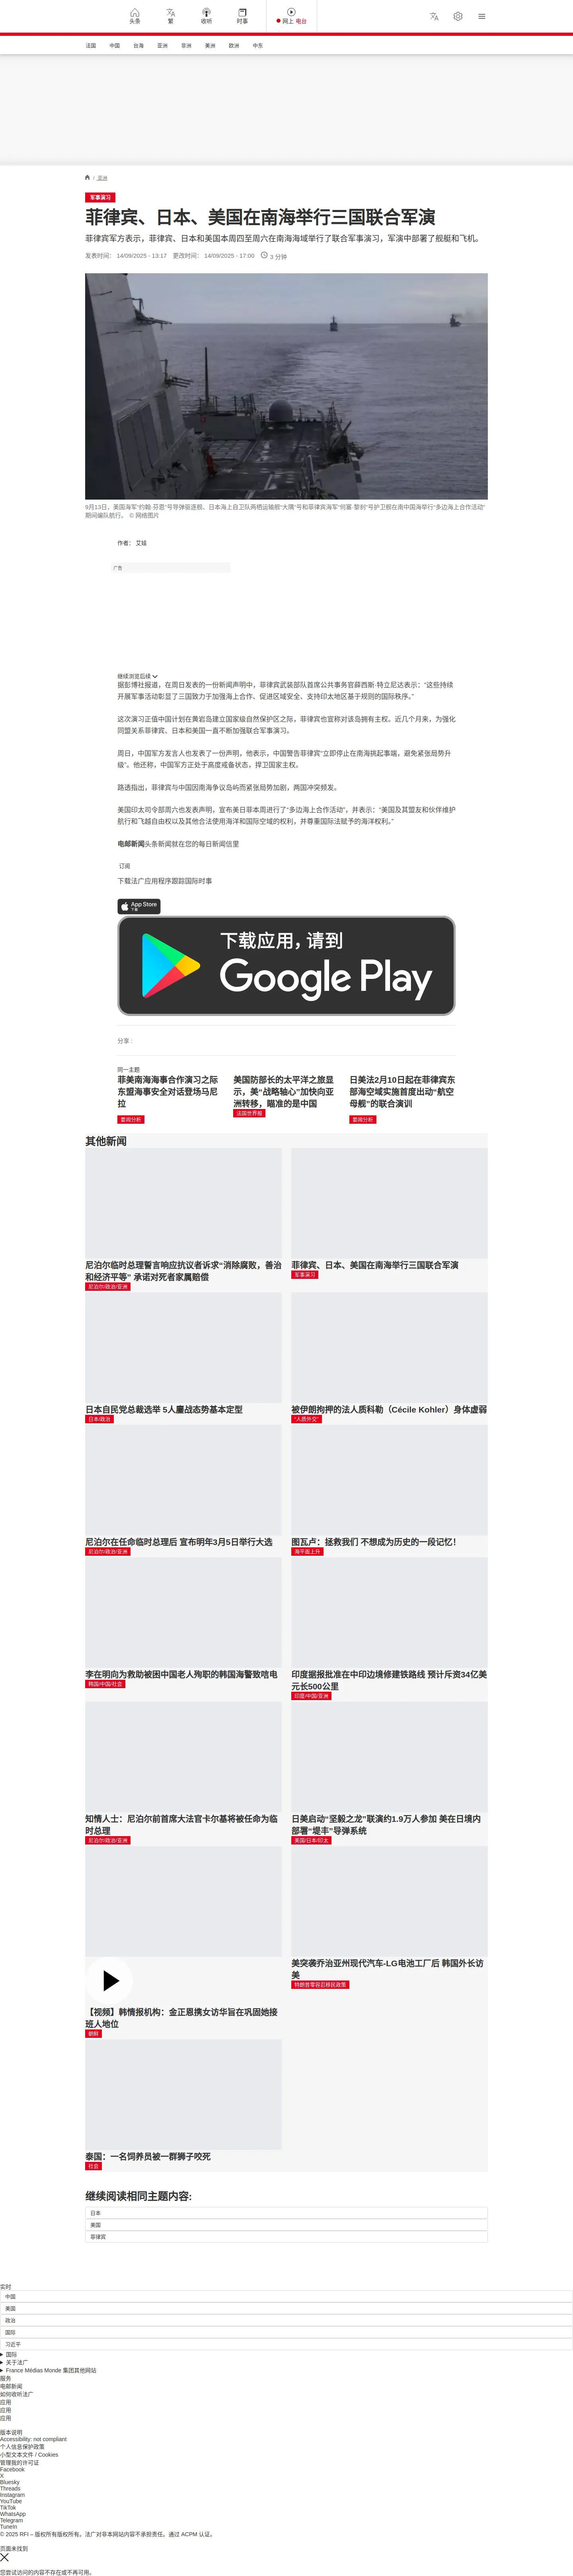 头条
繁
收听
时事
网上 电台
法国
中国
台海
亚洲
非洲
美洲
欧洲
中东
/ 亚洲
军事演习
菲律宾、日本、美国在南海举行三国联合军演
菲律宾军方表示，菲律宾、日本和美国本周四至周六在南海海域举行了联合军事演习，军演中部署了舰艇和飞机。
发表时间： 14/09/2025 - 13:17 更改时间： 14/09/2025 - 17:00 3 分钟
9月13日，美国海军“约翰·芬恩”号导弹驱逐舰、日本海上自卫队两栖运输舰“大隅”号和菲律宾海军“何塞·黎刹”号护卫舰在南中国海举行“多边海上合作活动”
期间编队航行。 © 网络图片
作者： 艾娃
广告
继续浏览后续
据彭博社报道，在周日发表的一份新闻声明中，菲律宾武装部队首席公共事务官薛西斯·特立尼达表示：“这些持续
开展军事活动彰显了三国致力于加强海上合作、促进区域安全、支持印太地区基于规则的国际秩序。”
这次演习正值中国计划在黄岩岛建立国家级自然保护区之际，菲律宾也宣称对该岛拥有主权、近几个月来，为强化
同盟关系菲律宾、日本和美国一直不断加强联合军事演习。
周日，中国军方发言人也发表了一份声明，他表示，中国警告菲律宾“立即停止在南海挑起事端，避免紧张局势升
级”。他还称，中国军方正处于高度戒备状态，捍卫国家主权。
路透指出，菲律宾与中国因南海争议岛屿而紧张局势加剧，两国冲突频发。
美国印太司令部周六也发表声明，宣布美日菲本周进行了“多边海上合作活动”，并表示：“美国及其盟友和伙伴维护
航行和飞越自由权以及其他合法使用海洋和国际空域的权利，并尊重国际法赋予的海洋权利。”
电邮新闻头条新闻就在您的每日新闻信里
订阅
下载法广应用程序跟踪国际时事
App Store
下载
下载应用，请到
Google Play
分享 :
同一主题
菲美南海海事合作演习之际 东盟海事安全对话登场马尼拉
要闻分析
美国防部长的太平洋之旅显示，美“战略轴心”加快向亚洲转移，瞄准的是中国
法国世界报
日美法2月10日起在菲律宾东部海空域实施首度出动“航空母舰”的联合演训
要闻分析
其他新闻
尼泊尔临时总理誓言响应抗议者诉求“消除腐败，善治
和经济平等” 承诺对死者家属赔偿
尼泊尔/政治/亚洲
菲律宾、日本、美国在南海举行三国联合军演
军事演习
日本自民党总裁选举 5人鏖战态势基本定型
日本/政治
被伊朗拘押的法人质科勒（Cécile Kohler）身体虚弱
“人质外交”
尼泊尔在任命临时总理后 宣布明年3月5日举行大选
尼泊尔/政治/亚洲
图瓦卢：拯救我们 不想成为历史的一段记忆！
海平面上升
李在明向为救助被困中国老人殉职的韩国海警致唁电
韩国/中国/社会
印度据报批准在中印边境修建铁路线 预计斥资34亿美
元长500公里
印度/中国/亚洲
知情人士：尼泊尔前首席大法官卡尔基将被任命为临
时总理
尼泊尔/政治/亚洲
日美启动“坚毅之龙”联演约1.9万人参加 美在日境内
部署“堤丰”导弹系统
美国/日本/印太
【视频】韩情报机构：金正恩携女访华旨在巩固她接
班人地位
朝鲜
美突袭乔治亚州现代汽车-LG电池工厂后 韩国外长访
美
特朗普零容忍移民政策
泰国：一名饲养员被一群狮子咬死
社会
继续阅读相同主题内容:
日本
美国
菲律宾
实时
中国
美国
政治
国际
习近平
国际
关于法广
France Médias Monde 集团其他网站
服务
电邮新闻
如何收听法广
应用
应用
应用
版本说明
Accessibility: not compliant
个人信息保护政策
小型文本文件 / Cookies
管理我的许可证
Facebook
X
Bluesky
Threads
Instagram
YouTube
TikTok
WhatsApp
Telegram
TuneIn
© 2025 RFI – 版权所有版权所有。法广对非本网站内容不承担责任。通过 ACPM 认证。
页面未找到
您尝试访问的内容不存在或不再可用。